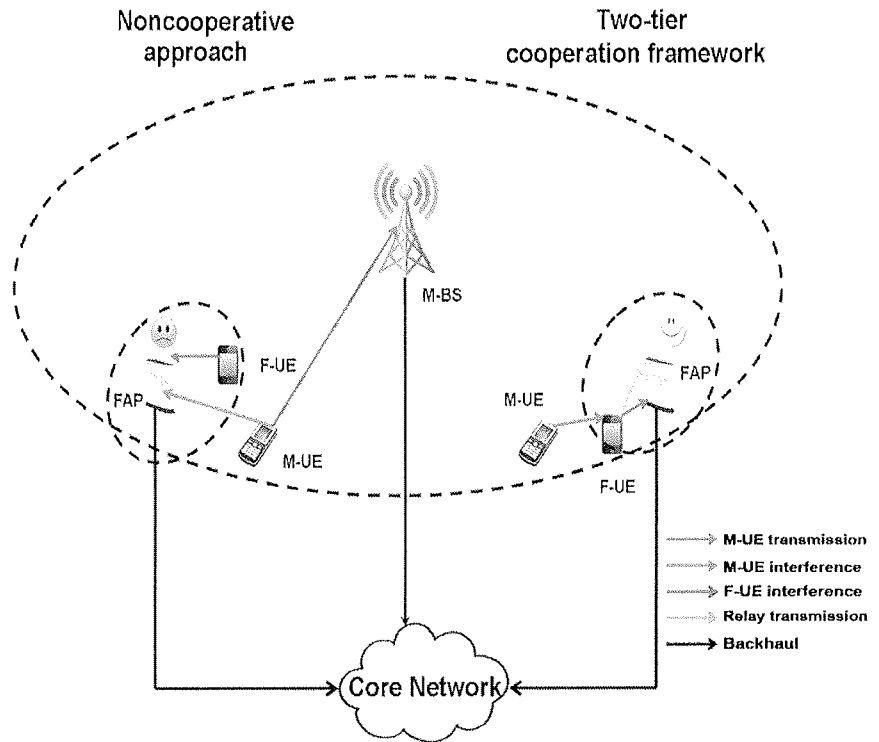 Noncooperative
approach
Two-tier
cooperation framework
M-BS
F-UE
FAP
M-UE
FAP
M-UE
F-UE
M-UE transmission
M-UE interference
F-UE interference
Relay transmission
Backhaul
Core Network